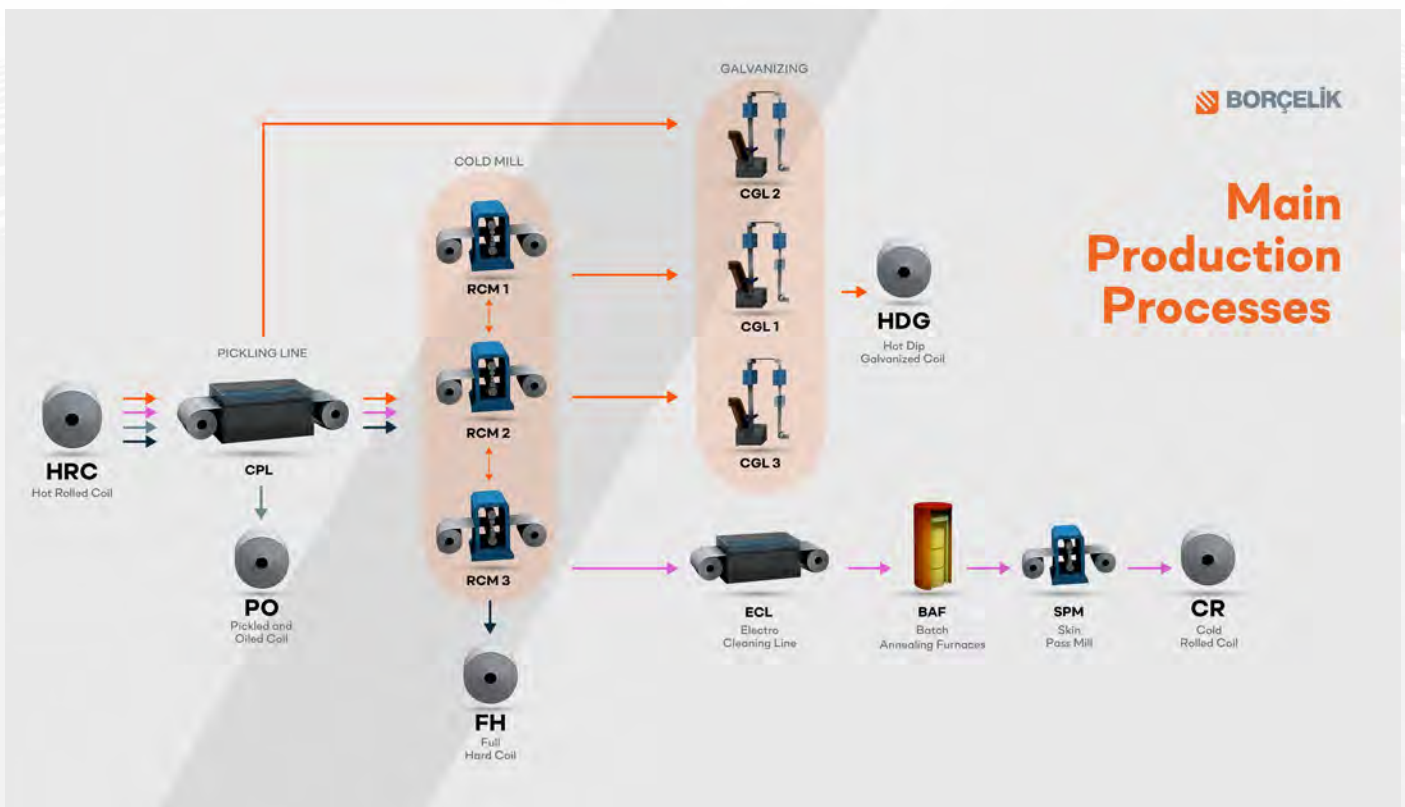 GALVANIZING
BORÇELİK
Main
Production
Processes
COLD MILL
CGL 2
RCM 1
CGL 1
HDG
Hot Dip
Galvanized Coil
PICKLING LINE
HRC
Hot Rolled Coil
CPL
RCM 2
CGL 3
PO
Pickled and
Oiled Coil
RCM 3
ECL
Electro
Cleaning Line
BAF
Batch
Annealing Furnaces
SPM
Skin
Pass Mill
CR
Cold
Rolled Coil
FH
Full
Hard Coil